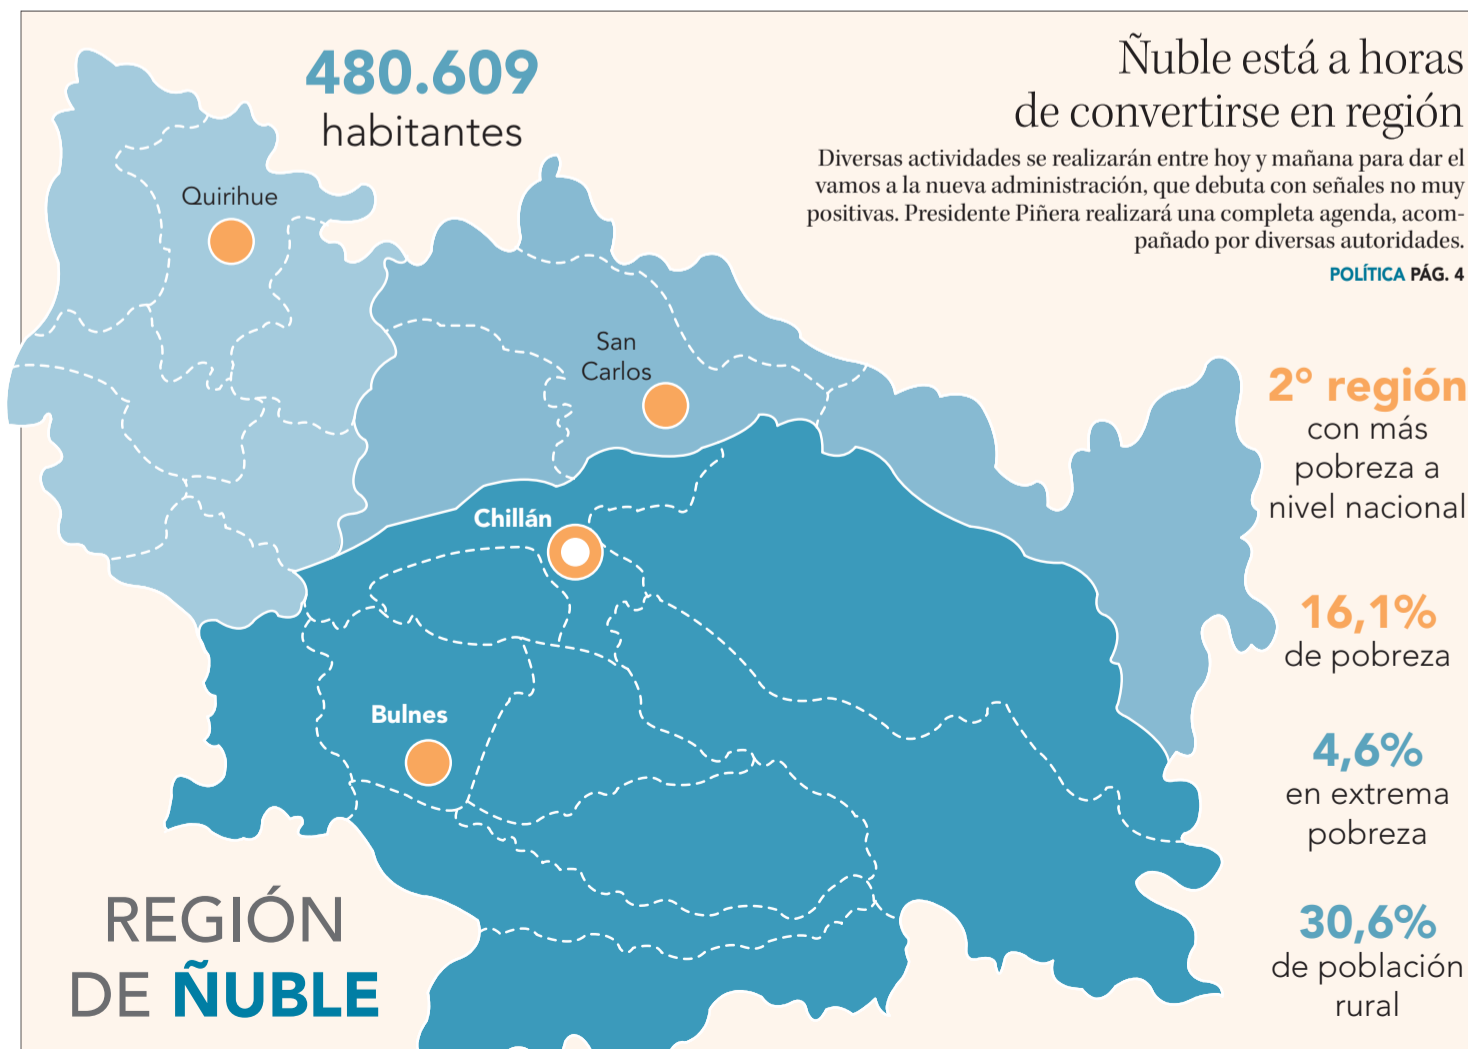 480.609
habitantes
Ñuble está a horas
de convertirse en región
Diversas actividades se realizarán entre hoy y mañana para dar el
vamos a la nueva administración, que debuta con señales no muy
positivas. Presidente Piñera realizará una completa agenda, acom-
pañado por diversas autoridades.
POLÍTICA PÁG. 4
Quirihue
San
Carlos
Chillán
Bulnes
2° región
con más
pobreza a
nivel nacional
16,1%
de pobreza
4,6%
en extrema
pobreza
30,6%
de población
rural
REGIÓN
DE ÑUBLE